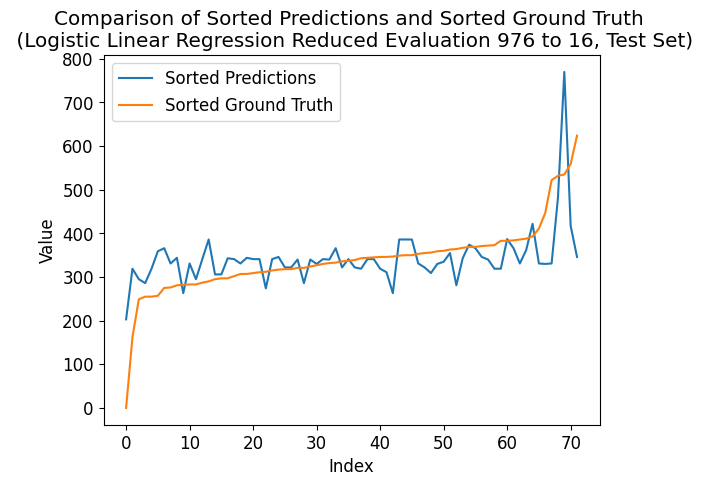 Comparison of Sorted Predictions and Sorted Ground Truth
(Logistic Linear Regression Reduced Evaluation 976 to 16, Test Set)
800
700
600
500
400
300
200
100
0
Value
Sorted Predictions
Sorted Ground Truth
0 10 20 30 40 50 60 70
Index